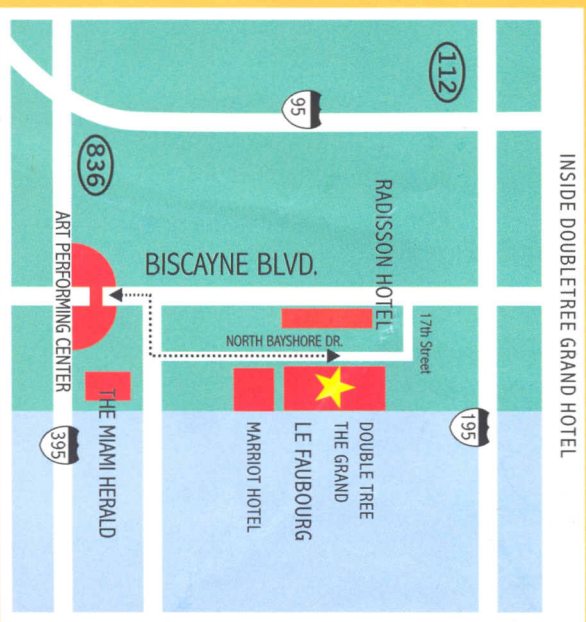 INSIDE DOUBLETREE GRAND HOTEL
112
195
95
17th Street
RADISSON HOTEL
DOUBLE TREE
THE GRAND
LE FAUBOURG
MARRIOT HOTEL
BISCAYNE BLVD.
NORTH BAYSHORE DR.
836
ART PERFORMING CENTER
THE MIAMI HERALD
395